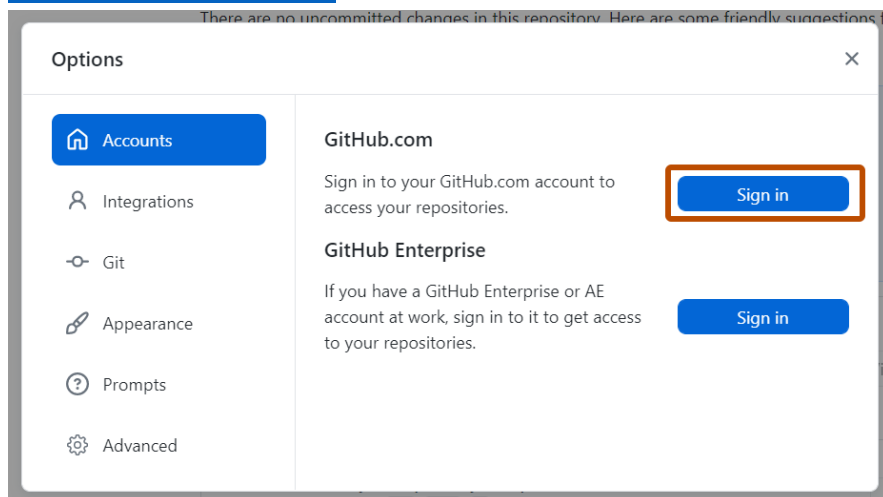 There are no uncommitted changes in this repository. Here are some friendly suggestions
Options
Accounts
Integrations
Git
Appearance
Prompts
Advanced
GitHub.com
Sign in to your GitHub.com account to
access your repositories.
Sign in
GitHub Enterprise
If you have a GitHub Enterprise or AE
account at work, sign in to it to get access
to your repositories.
Sign in